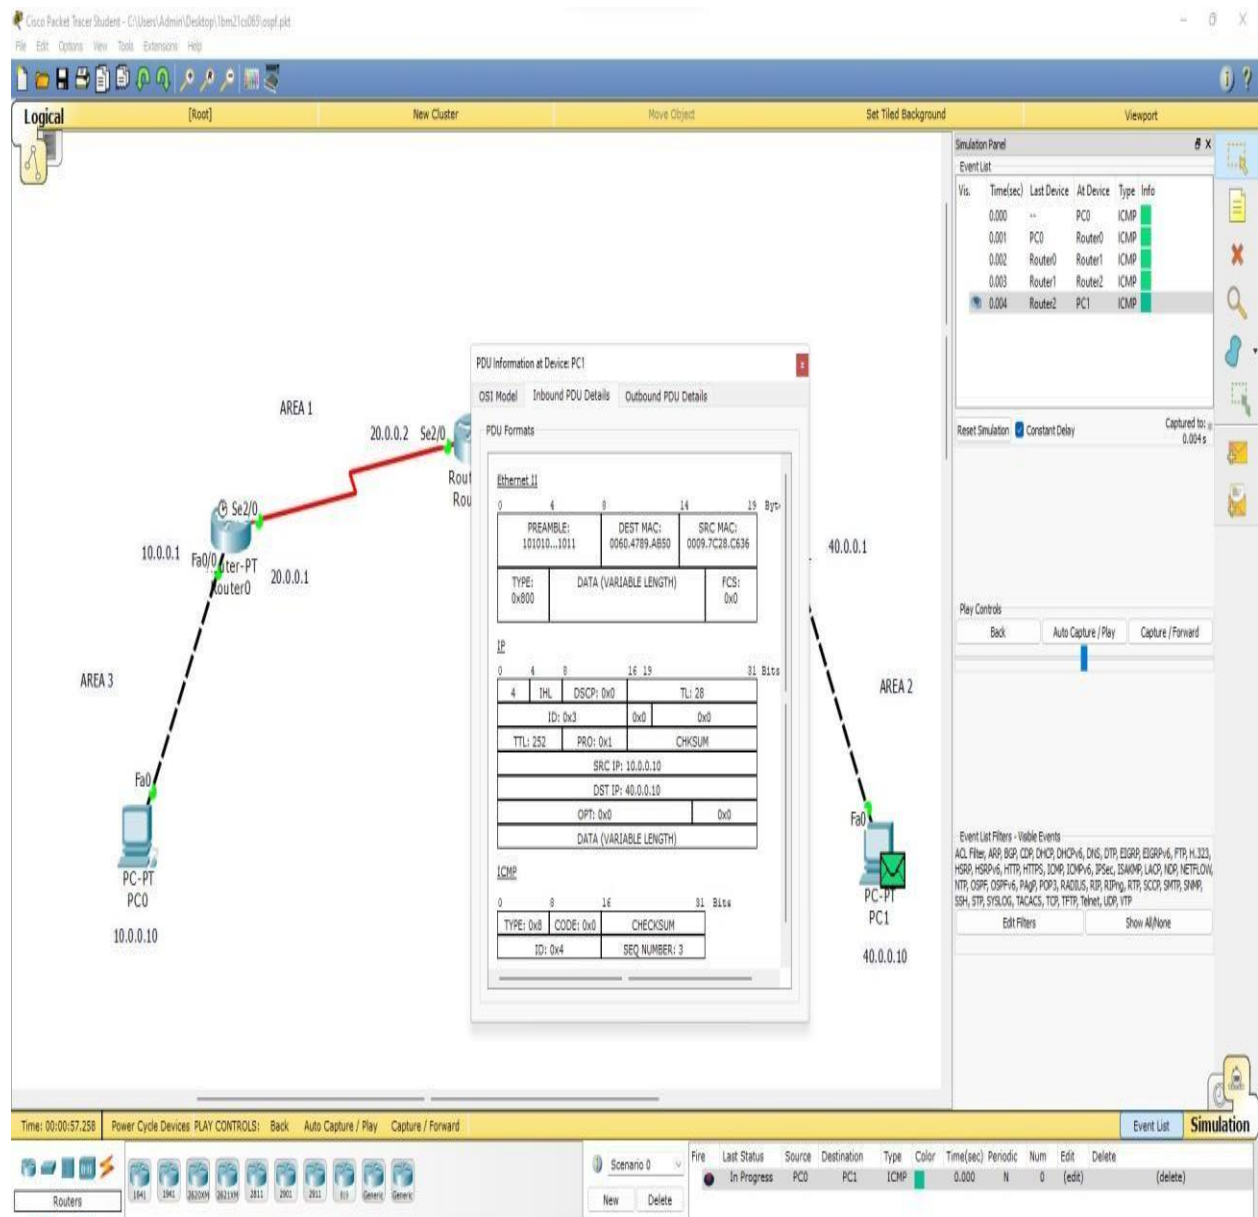 Cisco Packet Tracer Student - C:\Users\Admin\Desktop\1bm21cs065\ospf.pkt
File Edit Options View Tools Extensions Help
Logical [Root] New Cluster Move Object Set Tiled Background Viewport
Simulation Panel
Event List
Vis. Time(sec) Last Device At Device Type Info
0.000 -- PC0 ICMP
0.001 PC0 Router0 ICMP
0.002 Router0 Router1 ICMP
0.003 Router1 Router2 ICMP
0.004 Router2 PC1 ICMP
Reset Simulation Constant Delay Captured to:
0.004 s
Play Controls
Back Auto Capture / Play Capture / Forward
Event List Filters - Visible Events
ACL Filter, ARP, BGP, CDP, DHCP, DHCPv6, DNS, DTP, EIGRP, EIGRPv6, FTP, H.323,
HSRP, HSRPv6, HTTP, HTTPS, ICMP, ICMPv6, IPSec, ISAKMP, LACP, NDP, NETFLOW,
NTP, OSPF, OSPFv6, PAgP, POP3, RADIUS, RIP, RIPng, RTP, SCCP, SMTP, SNMP,
SSH, STP, SYSLOG, TACACS, TCP, TFTP, Telnet, UDP, VTP
Edit Filters Show All/None
AREA 1
20.0.0.2 Se2/0
Rout
Rou
Se2/0
10.0.0.1 Fa0/0
uter-PT
outer0
20.0.0.1
AREA 3
Fa0
PC-PT
PC0
10.0.0.10
PDU Information at Device: PC1
OSI Model Inbound PDU Details Outbound PDU Details
PDU Formats
Ethernet II
0 4 8 14 19 Byt
PREAMBLE: DEST MAC: SRC MAC:
101010...1011 0060.4789.AB50 0009.7C28.C636
TYPE: DATA (VARIABLE LENGTH) FCS:
0x800 0x0
IP
0 4 8 16 19 31 Bits
4 IHL DSCP: 0x0 TL: 28
ID: 0x3 0x0 0x0
TTL: 252 PRO: 0x1 CHKSUM
SRC IP: 10.0.0.10
DST IP: 40.0.0.10
OPT: 0x0 0x0
DATA (VARIABLE LENGTH)
ICMP
0 8 16 31 Bits
TYPE: 0x8 CODE: 0x0 CHECKSUM
ID: 0x4 SEQ NUMBER: 3
40.0.0.1
AREA 2
Fa0
PC-PT
PC1
40.0.0.10
Time: 00:00:57.258 Power Cycle Devices PLAY CONTROLS: Back Auto Capture / Play Capture / Forward Event List Simulation
Routers
1841 1941 2620XM 2621XM 2811 2901 2911 819 Generic Generic
Scenario 0
New Delete
Fire Last Status Source Destination Type Color Time(sec) Periodic Num Edit Delete
In Progress PC0 PC1 ICMP 0.000 N 0 (edit) (delete)